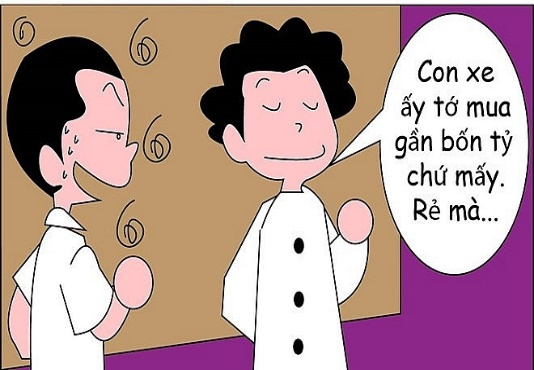 Con xe
ấy tớ mua
gần bốn tỷ
chứ mấy.
Rẻ mà...